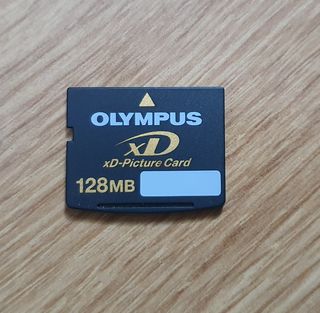 OLYMPUS
xD
xD-Picture Card
128MB